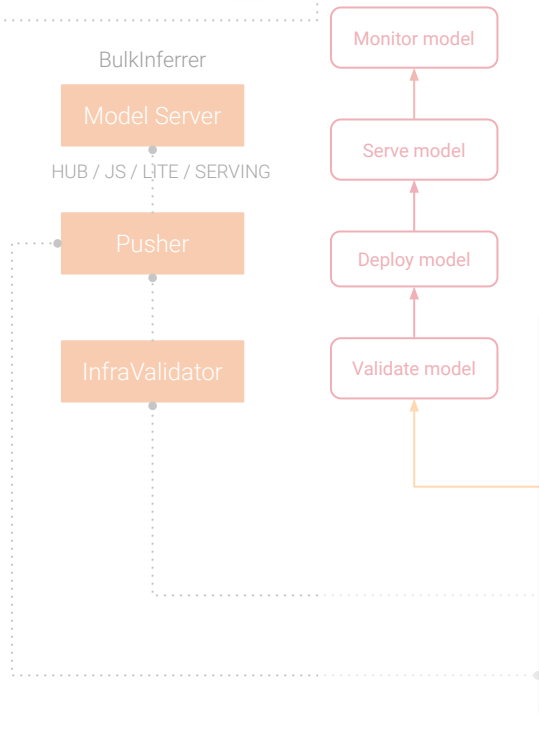 BulkInferrer
Model Server
HUB / JS / LITE / SERVING
Pusher
InfraValidator
Monitor model
Serve model
Deploy model
Validate model